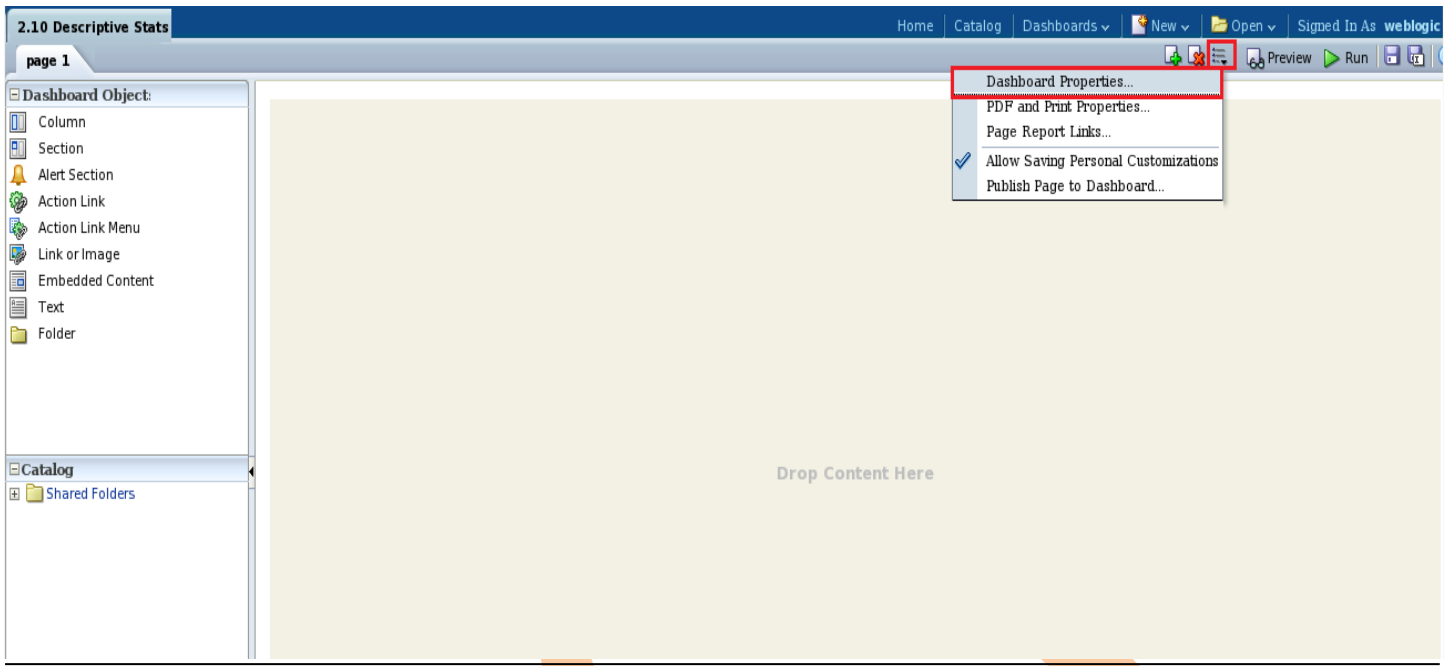 2.10 Descriptive Stats
Home Catalog Dashboards New Open Signed In As weblogic
page 1
Preview Run
Dashboard Properties...
PDF and Print Properties...
Page Report Links...
Allow Saving Personal Customizations
Publish Page to Dashboard...
Dashboard Object
Column
Section
Alert Section
Action Link
Action Link Menu
Link or Image
Embedded Content
Text
Folder
Catalog
Shared Folders
Drop Content Here